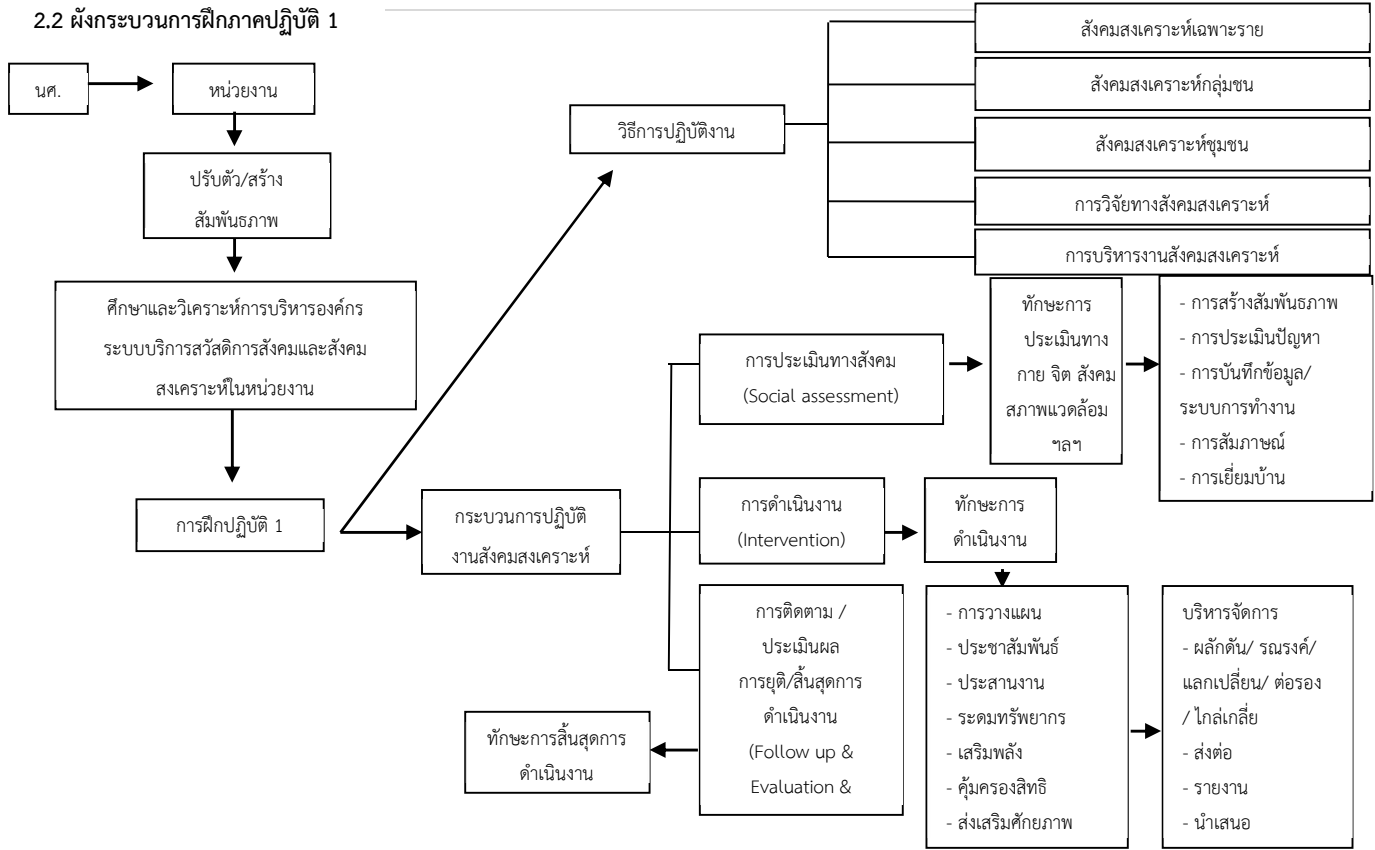 2.2 ผังกระบวนการฝึกภาคปฏิบัติ 1
นศ.
หน่วยงาน
ปรับตัว/สร้าง
สัมพันธภาพ
ศึกษาและวิเคราะห์การบริหารองค์กร
ระบบบริการสวัสดิการสังคมและสังคม
สงเคราะห์ในหน่วยงาน
การฝึกปฏิบัติ 1
วิธีการปฏิบัติงาน
สังคมสงเคราะห์เฉพาะราย
สังคมสงเคราะห์กลุ่มชน
สังคมสงเคราะห์ชุมชน
การวิจัยทางสังคมสงเคราะห์
การบริหารงานสังคมสงเคราะห์
กระบวนการปฏิบัติ
งานสังคมสงเคราะห์
การประเมินทางสังคม
(Social assessment)
ทักษะการ
ประเมินทาง
กาย จิต สังคม
สภาพแวดล้อม
ฯลฯ
- การสร้างสัมพันธภาพ
- การประเมินปัญหา
- การบันทึกข้อมูล/
ระบบการทำงาน
- การสัมภาษณ์
- การเยี่ยมบ้าน
การดำเนินงาน
(Intervention)
ทักษะการ
ดำเนินงาน
- การวางแผน
- ประชาสัมพันธ์
- ประสานงาน
- ระดมทรัพยากร
- เสริมพลัง
- คุ้มครองสิทธิ
- ส่งเสริมศักยภาพ
บริหารจัดการ
- ผลักดัน/ รณรงค์/
แลกเปลี่ยน/ ต่อรอง
/ ไกล่เกลี่ย
- ส่งต่อ
- รายงาน
- นำเสนอ
การติดตาม /
ประเมินผล
การยุติ/สิ้นสุดการ
ดำเนินงาน
(Follow up &
Evaluation &
ทักษะการสิ้นสุดการ
ดำเนินงาน